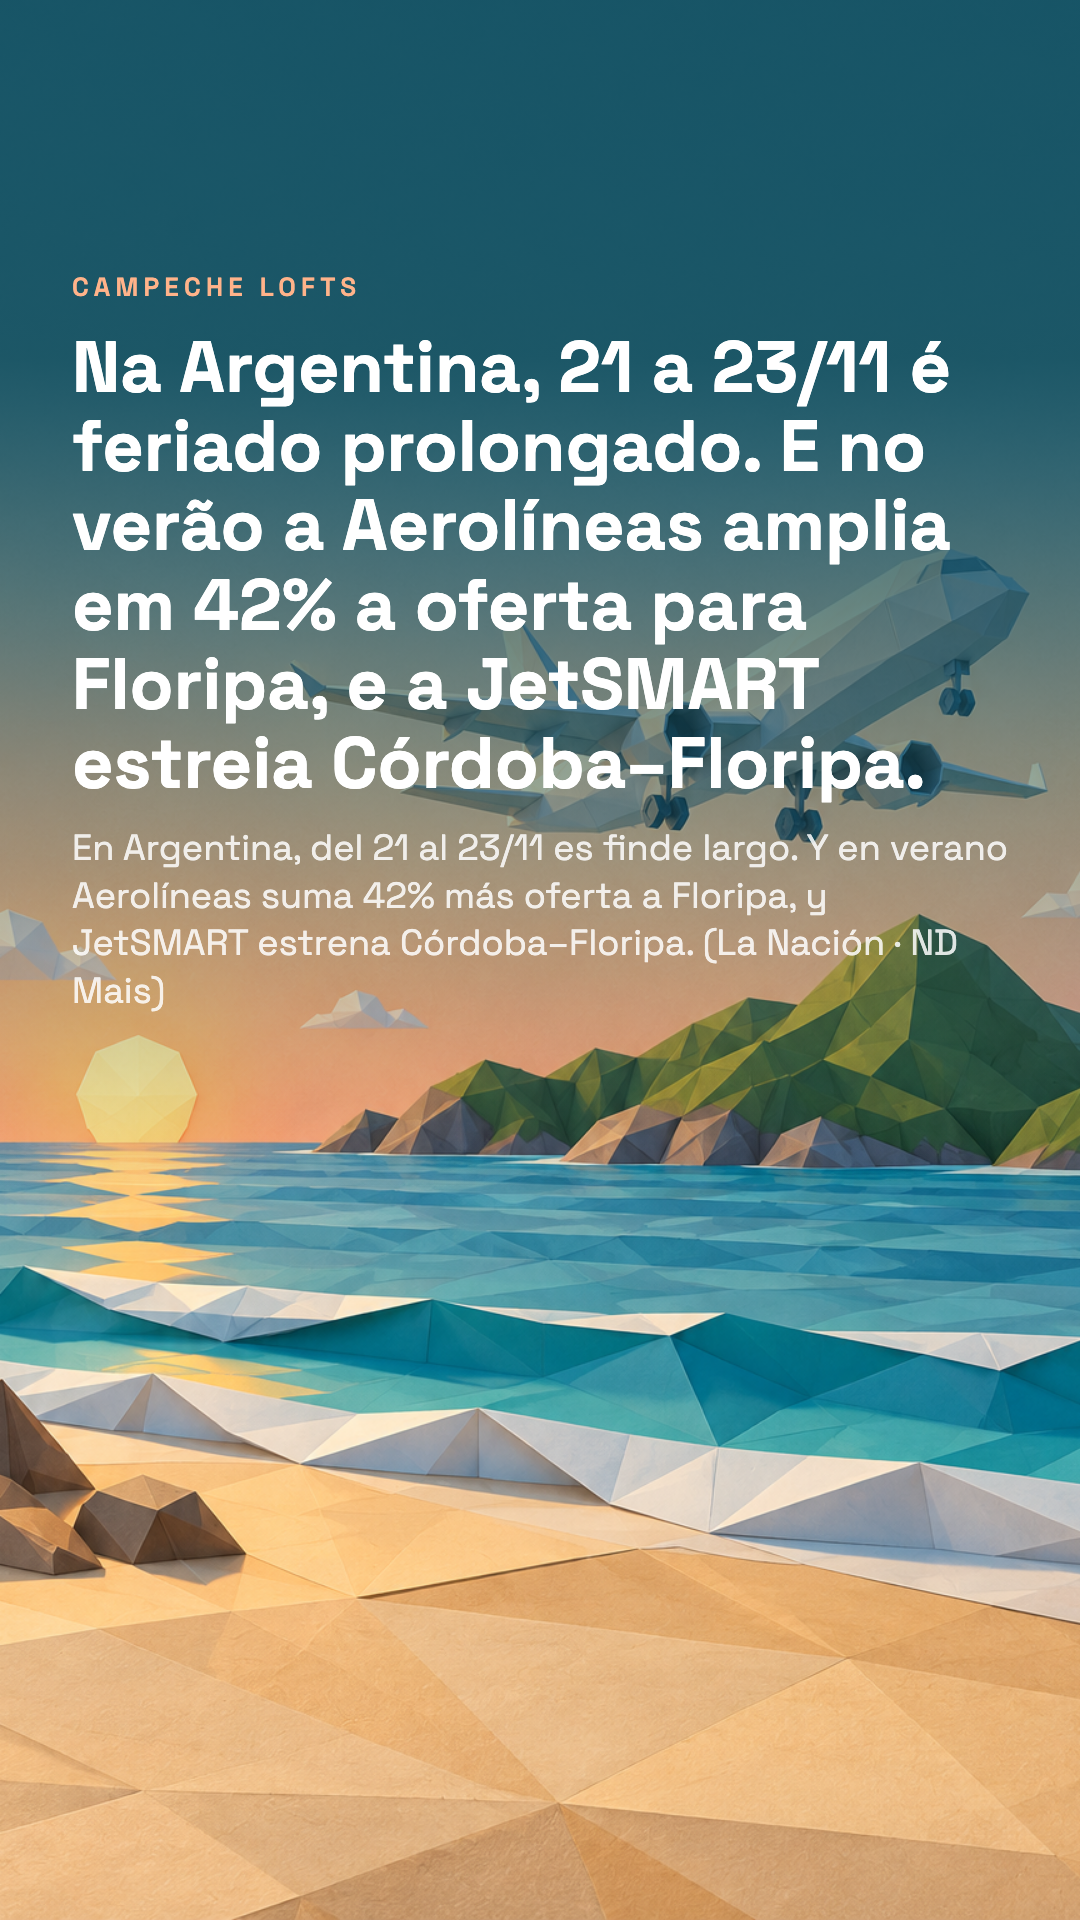 CAMPECHE LOFTS
Na Argentina, 21 a 23/11 é
feriado prolongado. E no
verão a Aerolíneas amplia
em 42% a oferta para
Floripa, e a JetSMART
estreia Córdoba–Floripa.
En Argentina, del 21 al 23/11 es finde largo. Y en verano
Aerolíneas suma 42% más oferta a Floripa, y
JetSMART estrena Córdoba–Floripa. (La Nación · ND
Mais)